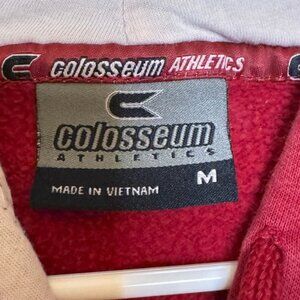 colosseum ATHLETICS
colosseum
ATHLETICS
M
MADE IN VIETNAM